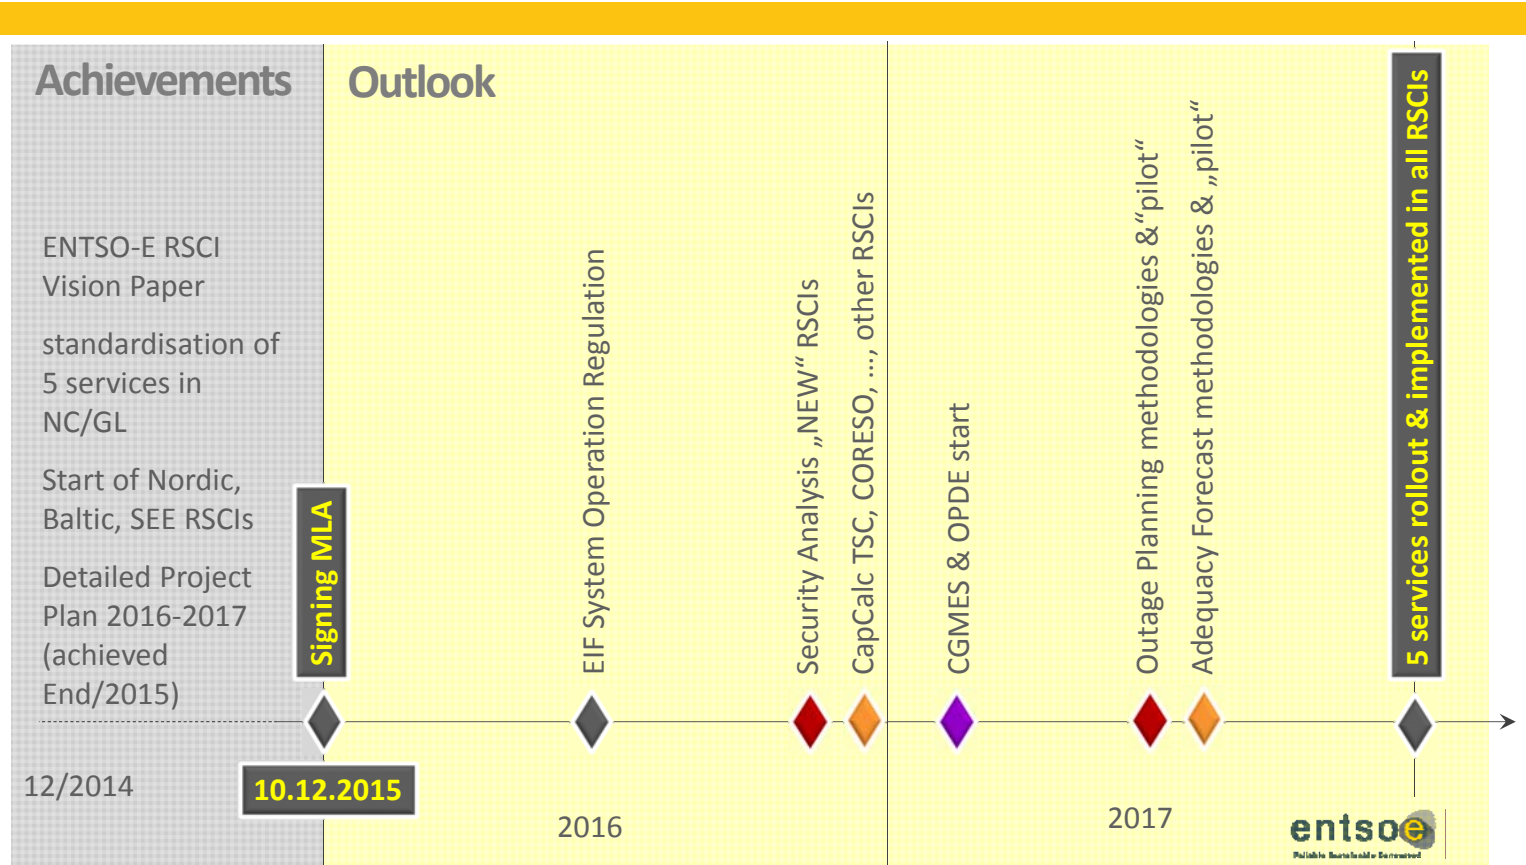 Achievements
Outlook
ENTSO-E RSCI
Vision Paper
standardisation of
5 services in
NC/GL
Start of Nordic,
Baltic, SEE RSCIs
Detailed Project
Plan 2016-2017
(achieved
End/2015)
Signing MLA
EIF System Operation Regulation
Security Analysis „NEW“ RSCIs
CapCalc TSC, CORESO, …, other RSCIs
CGMES & OPDE start
Outage Planning methodologies &“pilot“
Adequacy Forecast methodologies & „pilot“
5 services rollout & implemented in all RSCIs
12/2014
10.12.2015
2016
2017
entsoe
Reliable Sustainable Connected